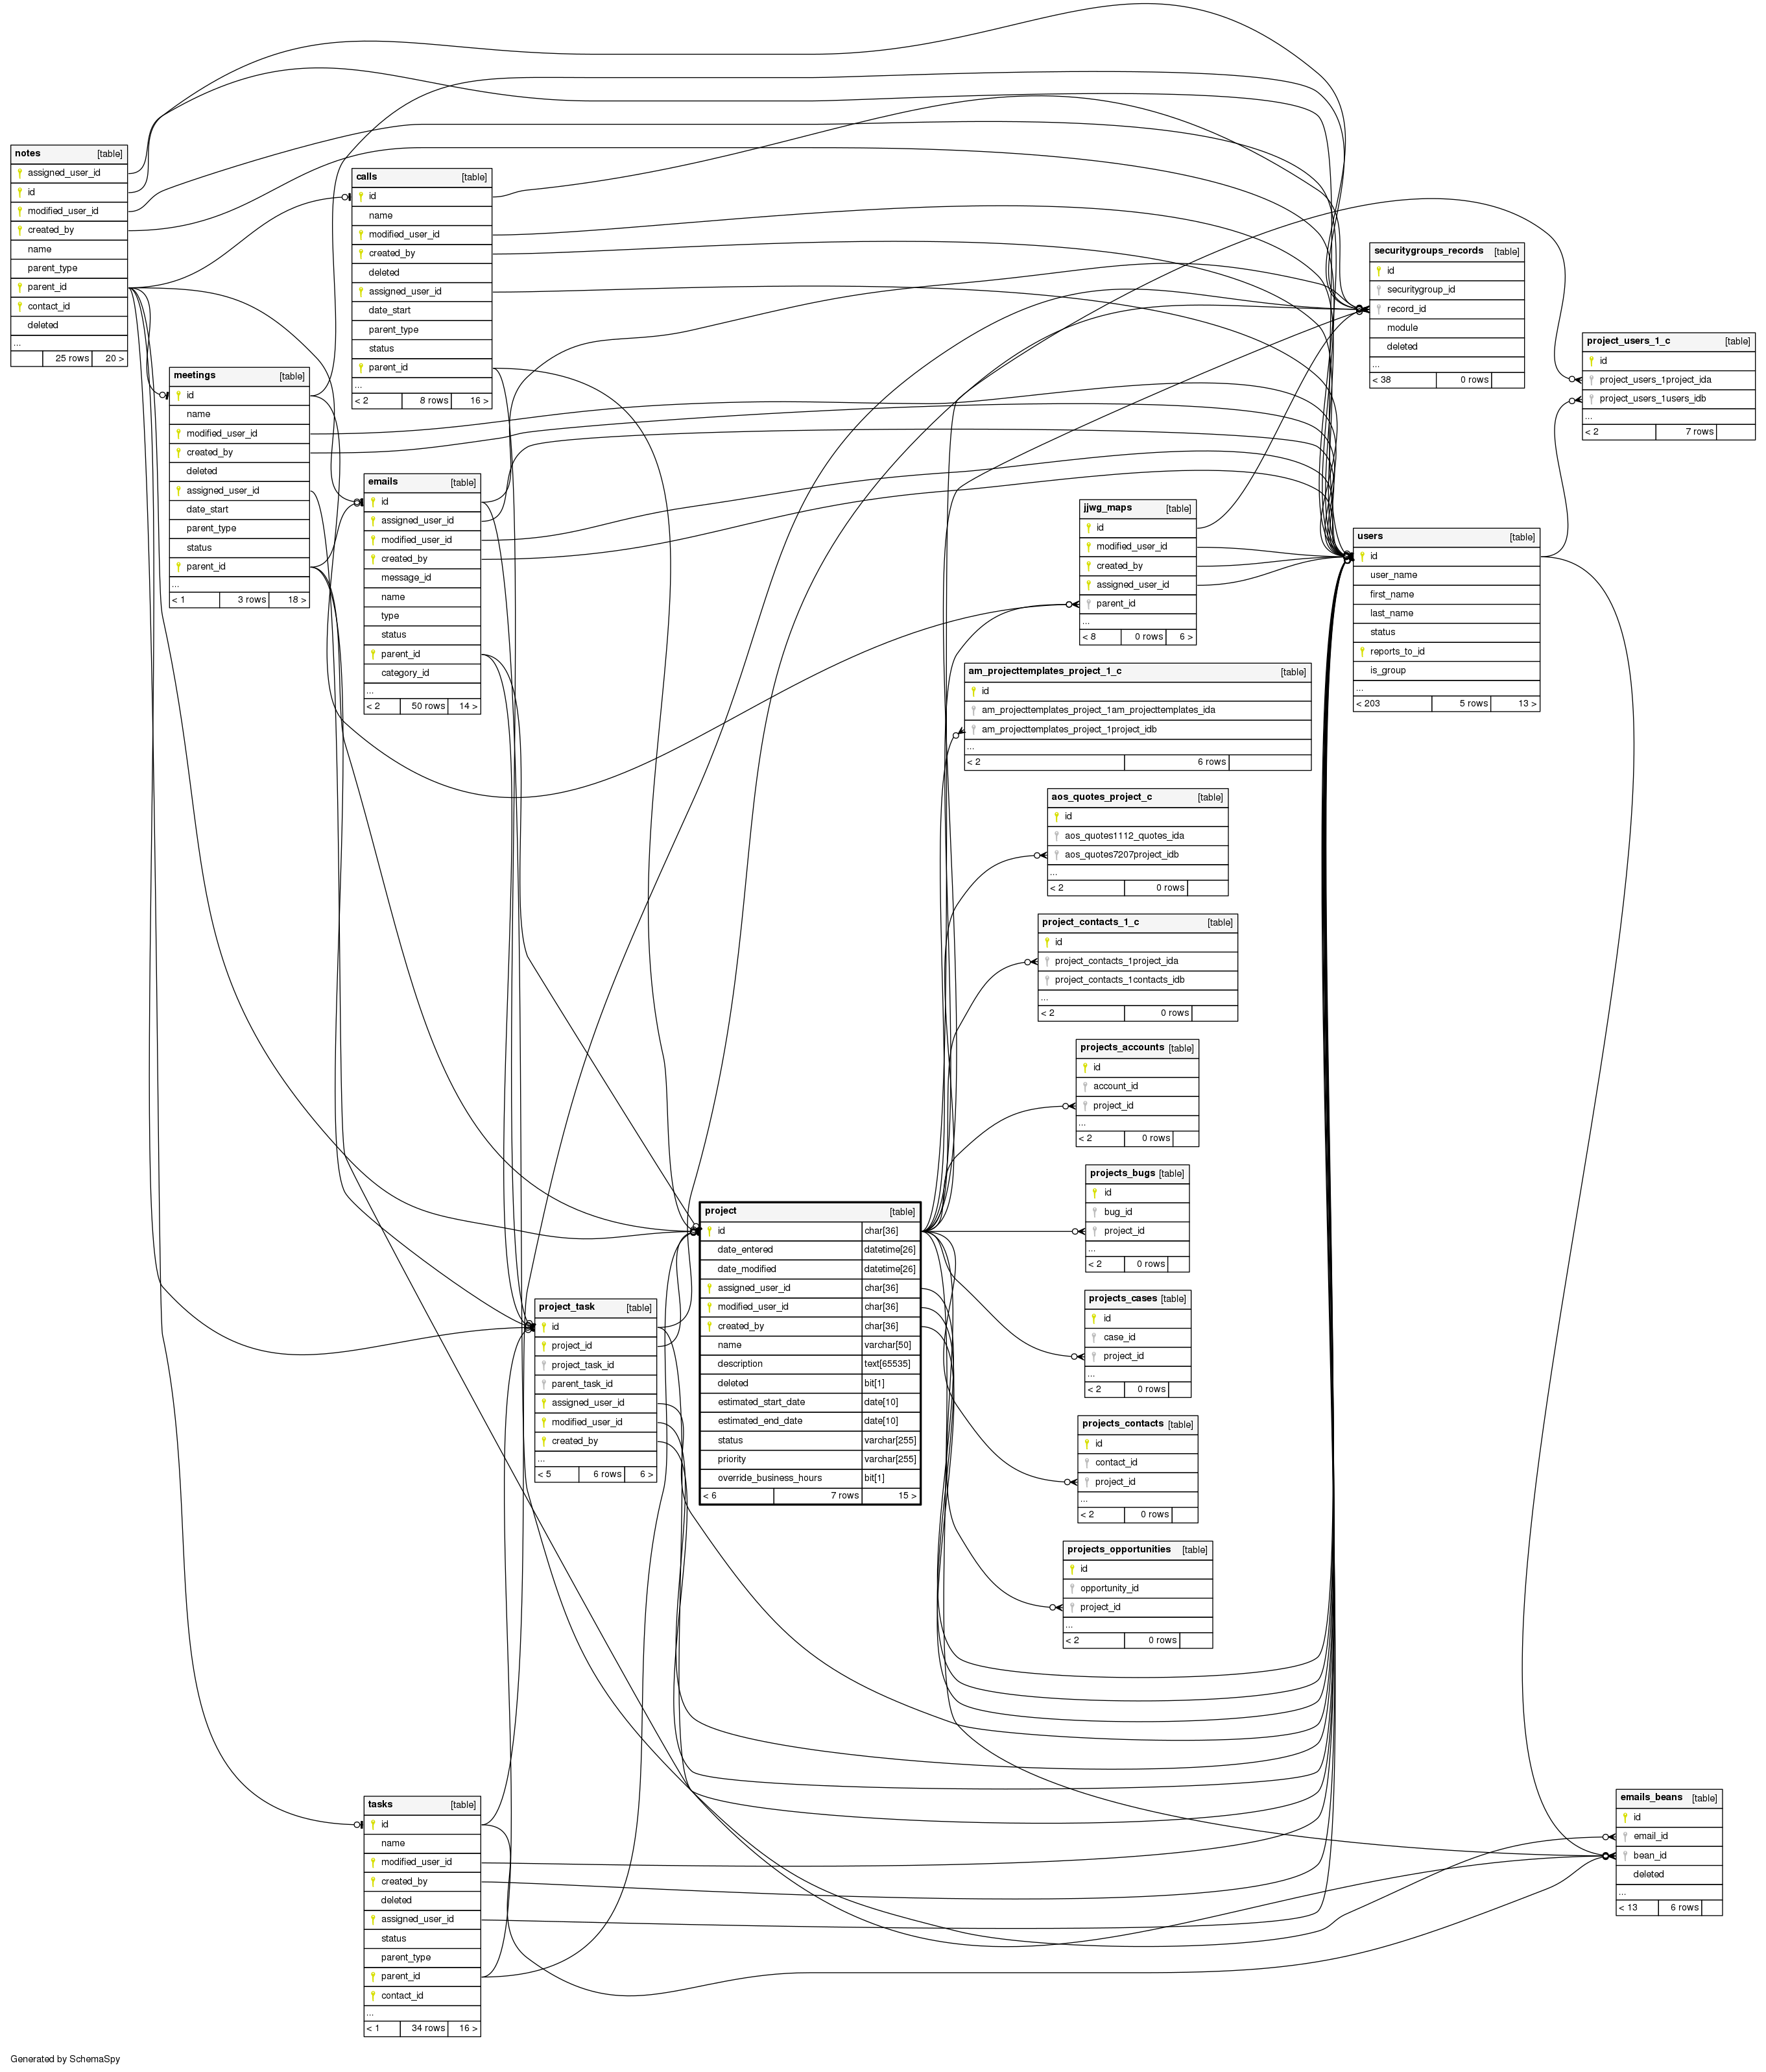 notes [table]
assigned_user_id
id
modified_user_id
created_by
name
parent_type
parent_id
contact_id
deleted
...
25 rows 20 >
calls [table]
id
name
modified_user_id
created_by
deleted
assigned_user_id
date_start
parent_type
status
parent_id
...
< 2 8 rows 16 >
meetings [table]
id
name
modified_user_id
created_by
deleted
assigned_user_id
date_start
parent_type
status
parent_id
...
< 1 3 rows 18 >
emails [table]
id
assigned_user_id
modified_user_id
created_by
message_id
name
type
status
parent_id
category_id
...
< 2 50 rows 14 >
securitygroups_records [table]
id
securitygroup_id
record_id
module
deleted
...
< 38 0 rows
project_users_1_c [table]
id
project_users_1project_ida
project_users_1users_idb
...
< 2 7 rows
jjwg_maps [table]
id
modified_user_id
created_by
assigned_user_id
parent_id
...
< 8 0 rows 6 >
users [table]
id
user_name
first_name
last_name
status
reports_to_id
is_group
...
< 203 5 rows 13 >
am_projecttemplates_project_1_c [table]
id
am_projecttemplates_project_1am_projecttemplates_ida
am_projecttemplates_project_1project_idb
...
< 2 6 rows
aos_quotes_project_c [table]
id
aos_quotes1112_quotes_ida
aos_quotes7207project_idb
...
< 2 0 rows
project_contacts_1_c [table]
id
project_contacts_1project_ida
project_contacts_1contacts_idb
...
< 2 0 rows
projects_accounts [table]
id
account_id
project_id
...
< 2 0 rows
projects_bugs [table]
id
bug_id
project_id
...
< 2 0 rows
project [table]
id char[36]
date_entered datetime[26]
date_modified datetime[26]
assigned_user_id char[36]
modified_user_id char[36]
created_by char[36]
name varchar[50]
description text[65535]
deleted bit[1]
estimated_start_date date[10]
estimated_end_date date[10]
status varchar[255]
priority varchar[255]
override_business_hours bit[1]
< 6 7 rows 15 >
project_task [table]
id
project_id
project_task_id
parent_task_id
assigned_user_id
modified_user_id
created_by
...
< 5 6 rows 6 >
projects_cases [table]
id
case_id
project_id
...
< 2 0 rows
projects_contacts [table]
id
contact_id
project_id
...
< 2 0 rows
projects_opportunities [table]
id
opportunity_id
project_id
...
< 2 0 rows
tasks [table]
id
name
modified_user_id
created_by
deleted
assigned_user_id
status
parent_type
parent_id
contact_id
...
< 1 34 rows 16 >
emails_beans [table]
id
email_id
bean_id
deleted
...
< 13 6 rows
Generated by SchemaSpy